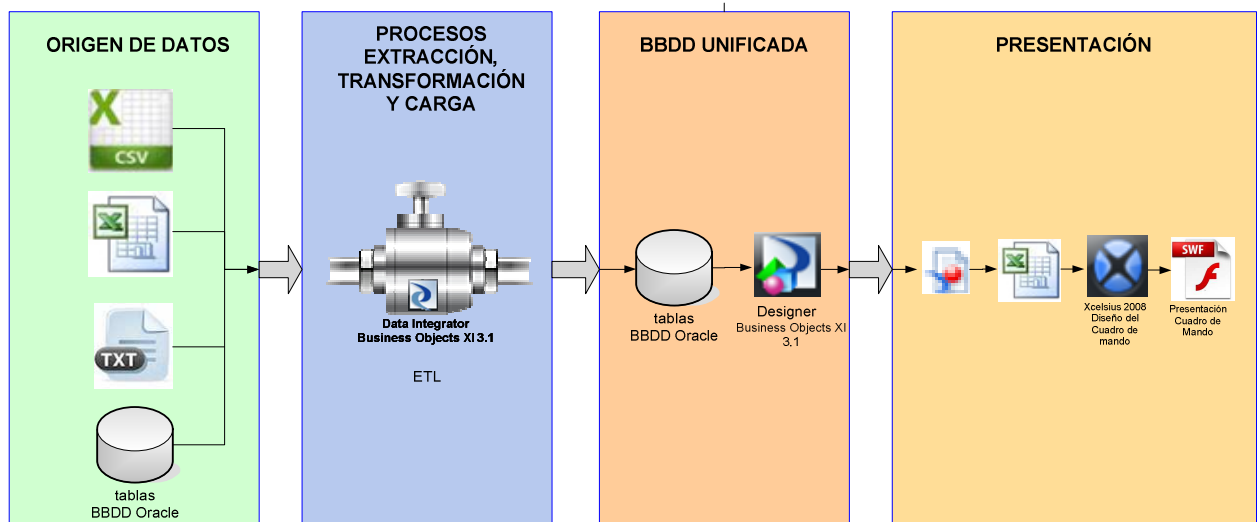 ORIGEN DE DATOS
CSV
TXT
tablas
BBDD Oracle
PROCESOS
EXTRACCIÓN,
TRANSFORMACIÓN
Y CARGA
Data Integrator
Business Objects XI 3.1
ETL
BBDD UNIFICADA
tablas
BBDD Oracle
Designer
Business Objects XI
3.1
PRESENTACIÓN
Xcelsius 2008
Diseño del
Cuadro de
mando
SWF
Presentación
Cuadro de
Mando